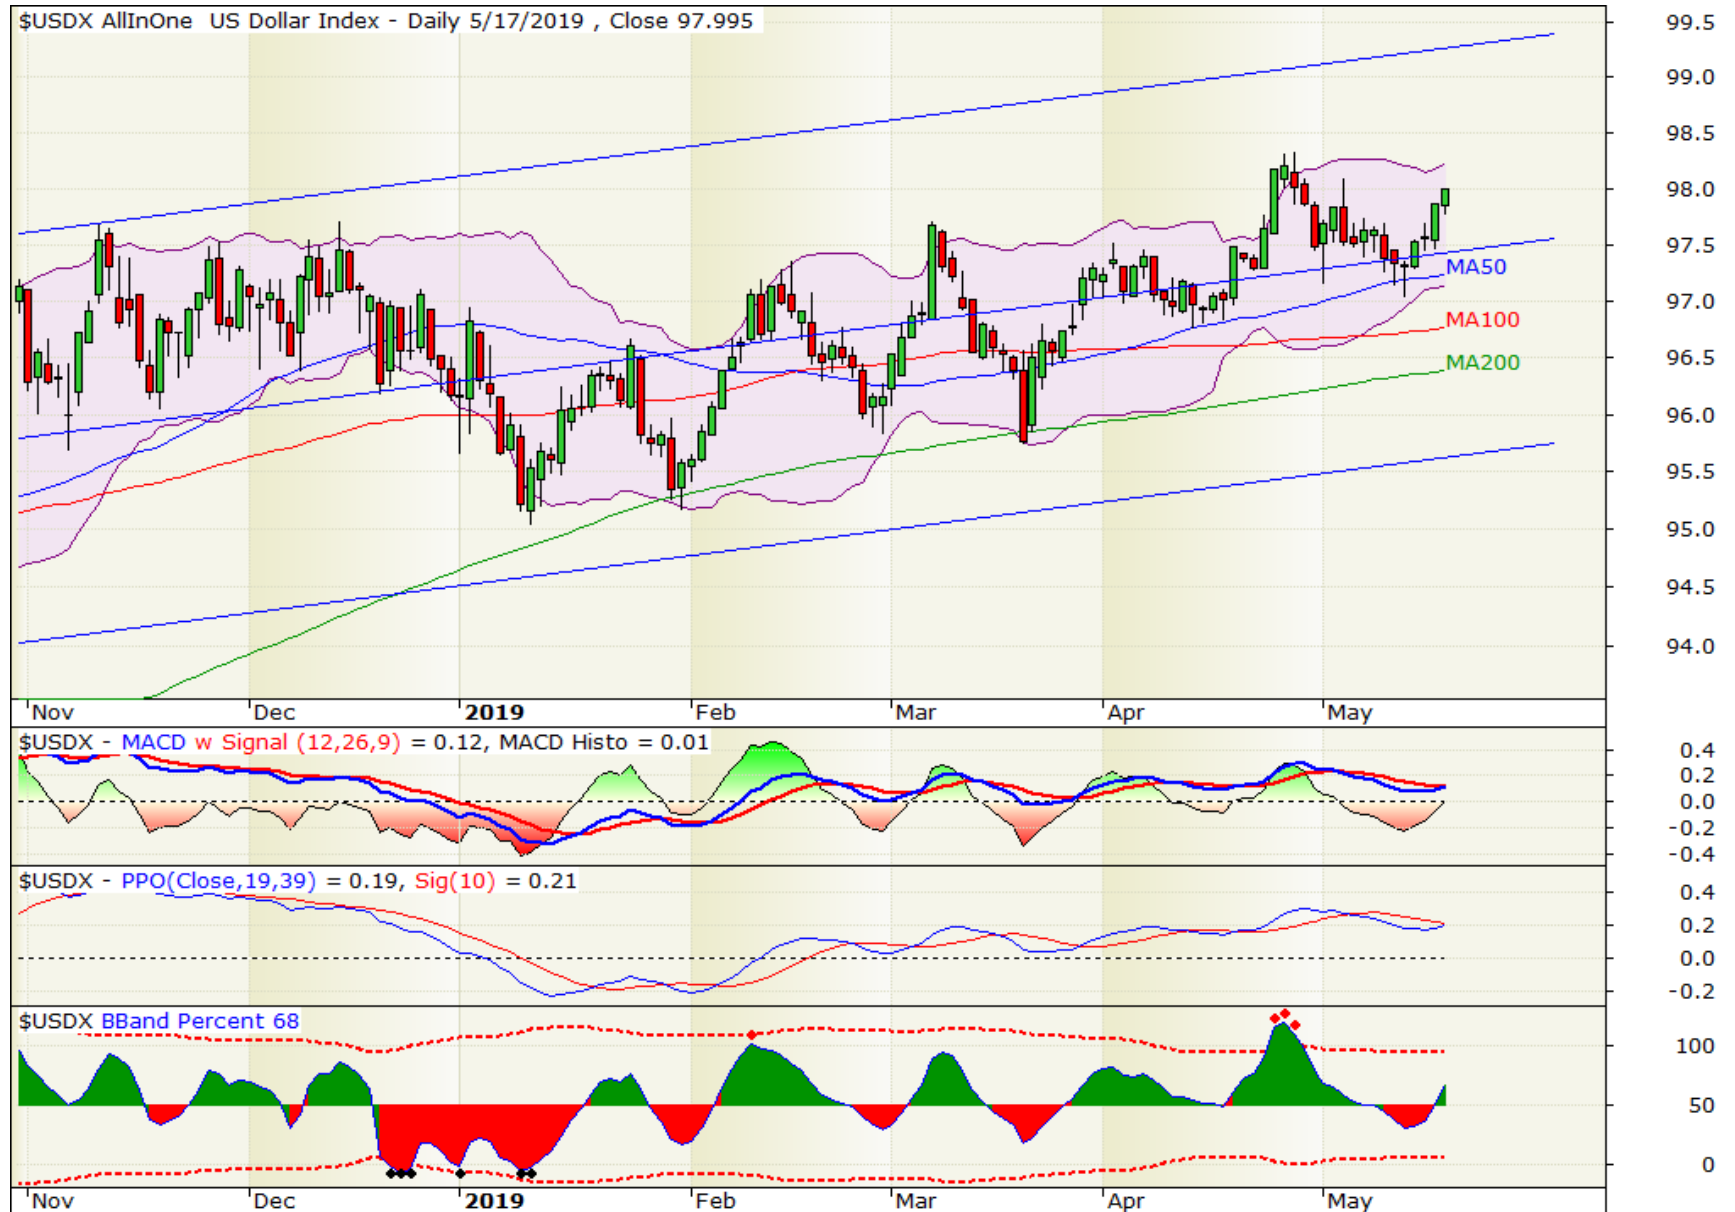 $USDX AllInOne  US Dollar Index - Daily 5/17/2019 , Close 97.995
99.5
99.0
98.5
98.0
97.5
97.0
96.5
96.0
95.5
95.0
94.5
94.0
MA50
MA100
MA200
Nov Dec 2019 Feb Mar Apr May
$USDX - MACD w Signal (12,26,9) = 0.12, MACD Histo = 0.01
0.4
0.2
0.0
-0.2
-0.4
$USDX - PPO(Close,19,39) = 0.19, Sig(10) = 0.21
0.4
0.2
0.0
-0.2
$USDX BBand Percent 68
100
50
0
Nov Dec 2019 Feb Mar Apr May